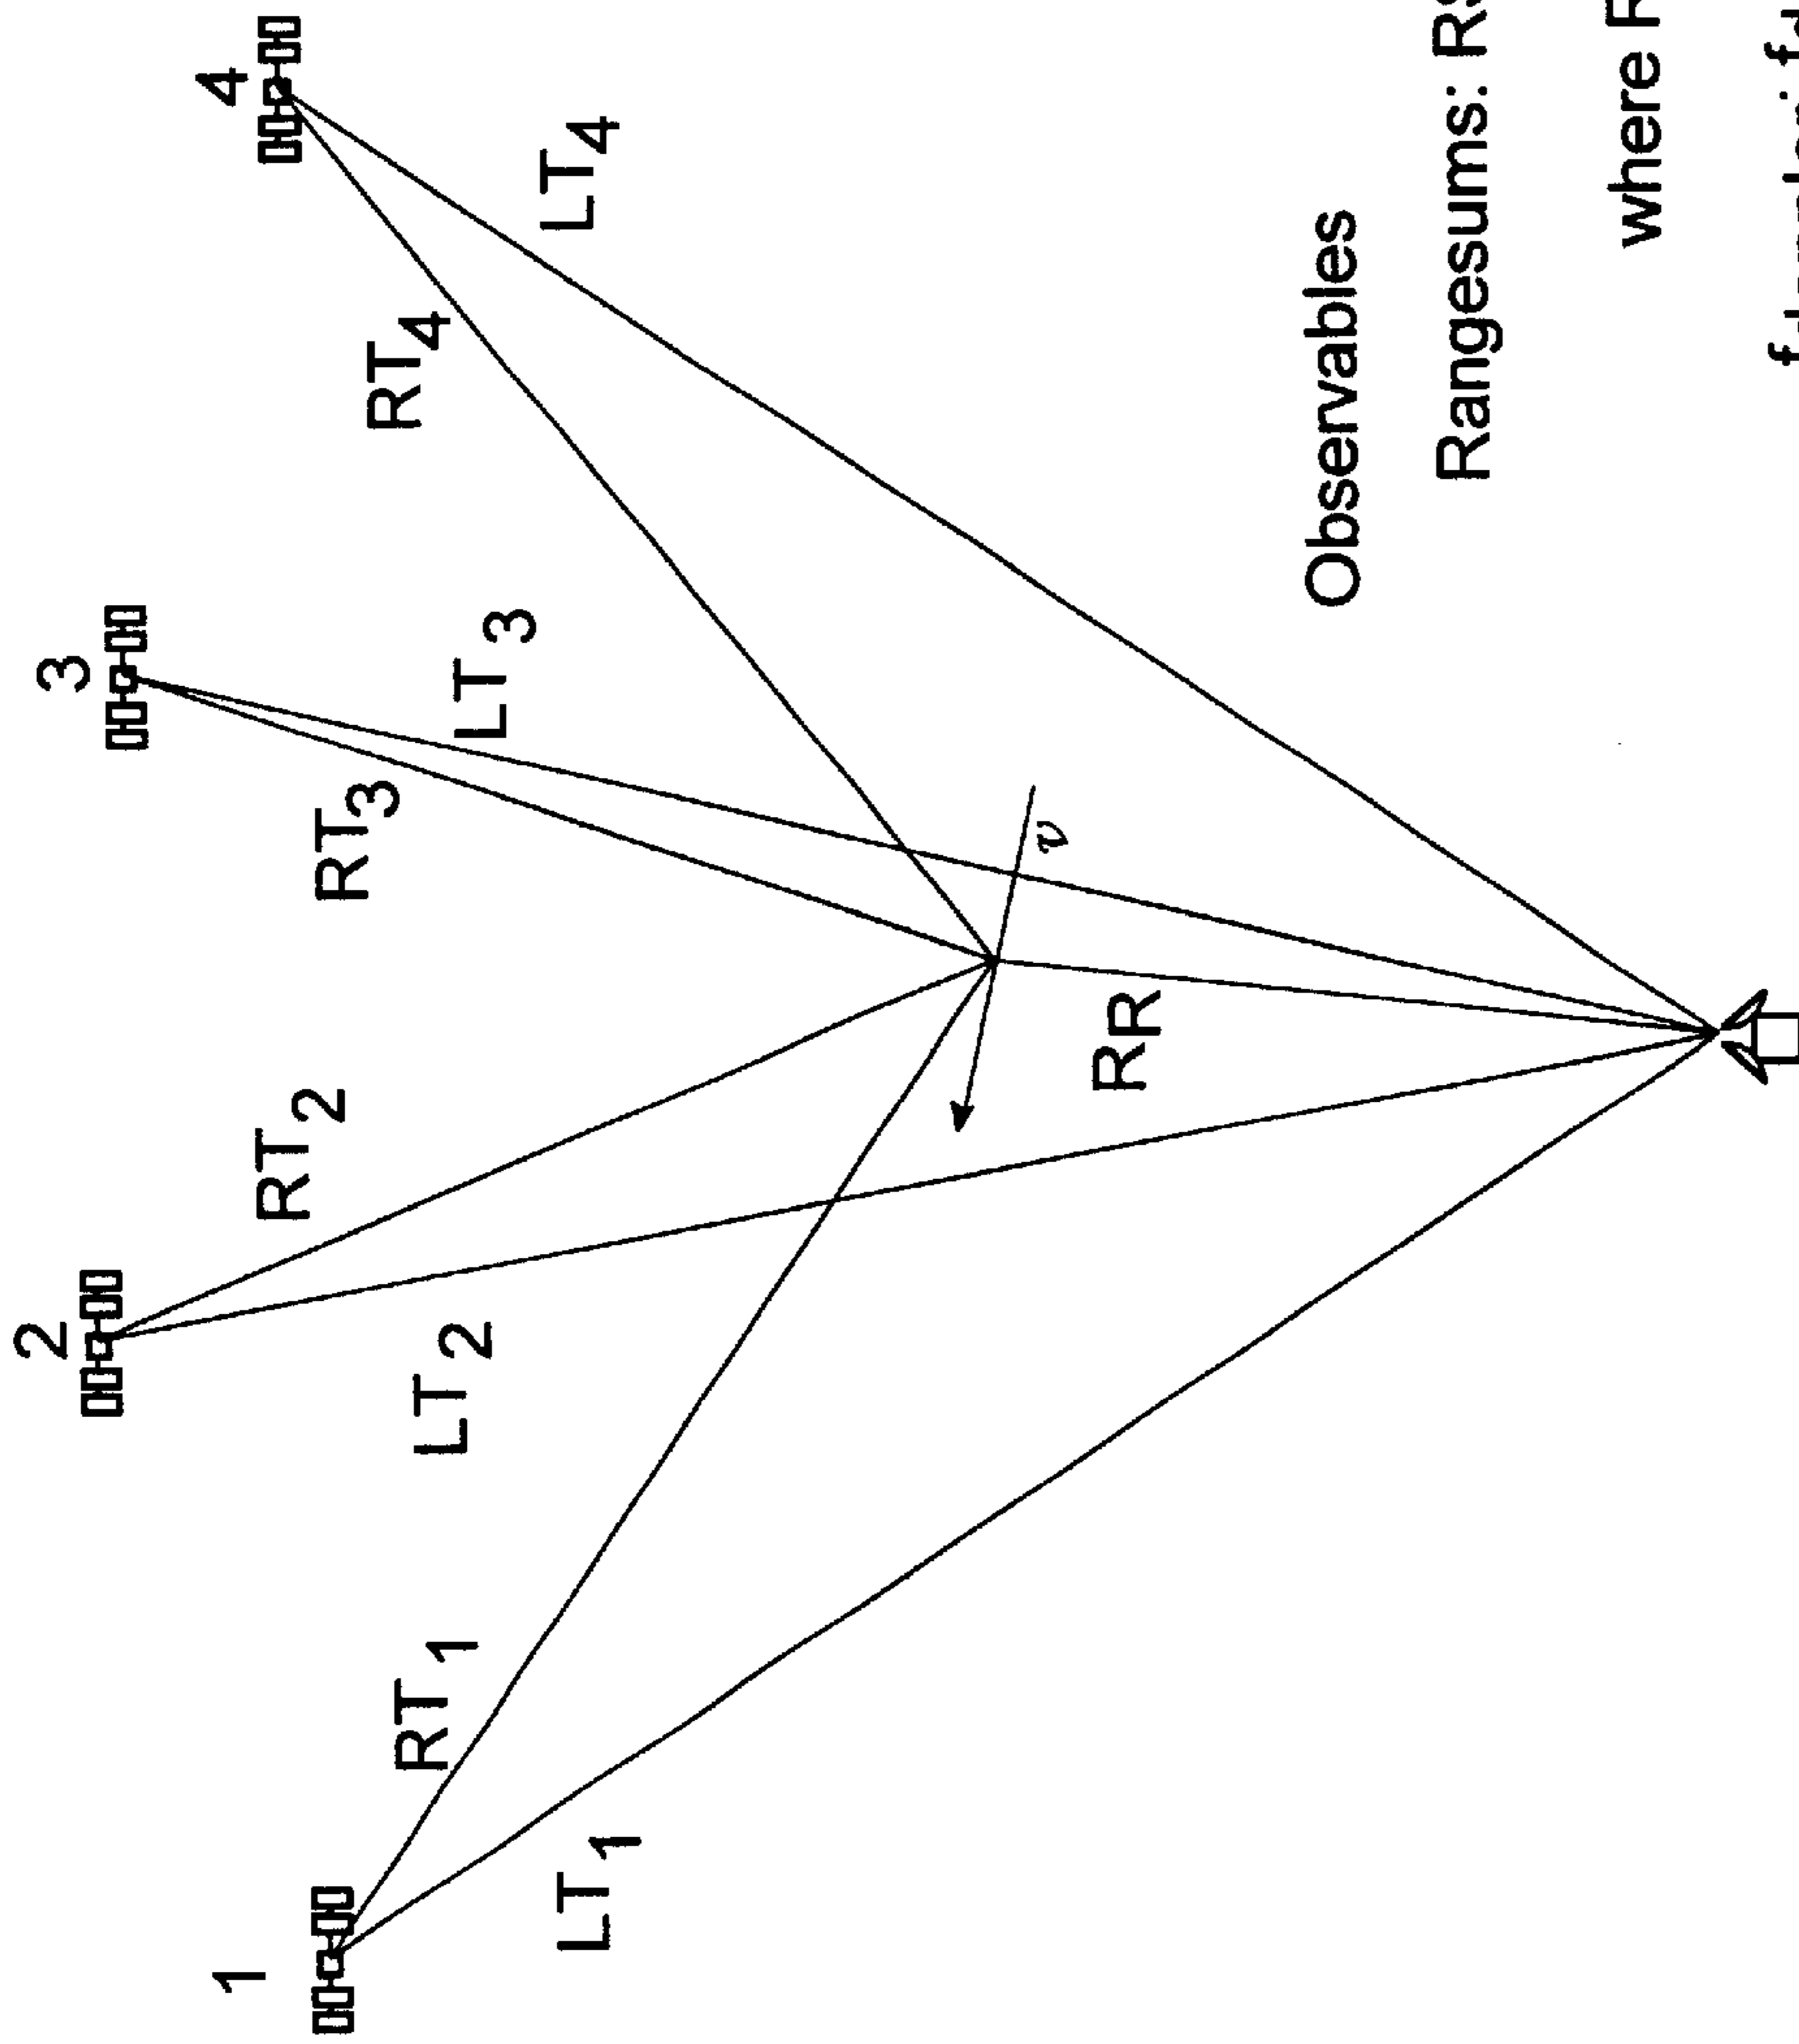 1
2
3
4
RT1
RT2
RT3
RT4
LT1
LT2
LT3
LT4
v
RR
Observables
Rangesums:
where